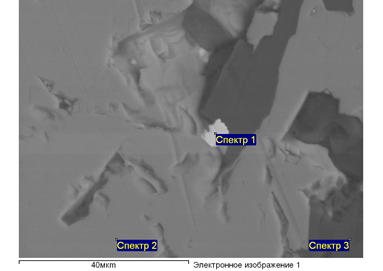 Спектр 1
Спектр 2
Спектр 3
40мкm
Электронное изображение 1